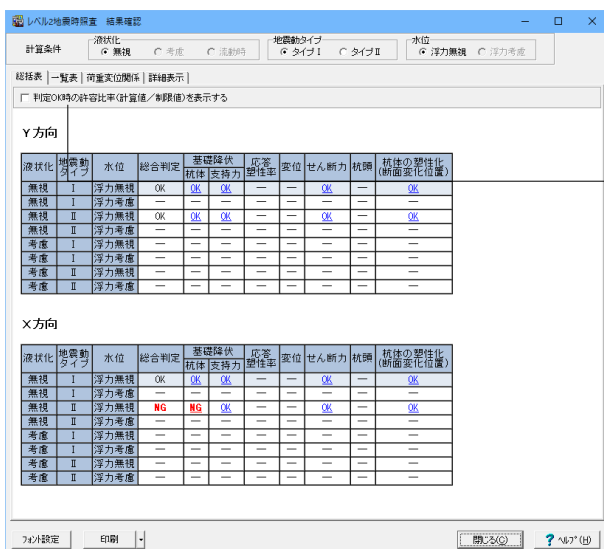 レベル2地震時照査　結果確認
計算条件
液状化 無視 考慮 流動時
地震動タイプ タイプⅠ タイプⅡ
水位 浮力無視 浮力考慮
総括表 一覧表 荷重変位関係 詳細表示
判定OK時の許容比率(計算値／制限値)を表示する
Y方向
液状化 地震動タイプ 水位 総合判定 基礎降伏 杭体 支持力 応答塑性率 変位 せん断力 杭頭 杭体の塑性化(断面変化位置)
無視 Ⅰ 浮力無視 OK OK OK － － OK － OK
無視 Ⅰ 浮力考慮 － － － － － － － －
無視 Ⅱ 浮力無視 OK OK OK － － OK － OK
無視 Ⅱ 浮力考慮 － － － － － － － －
考慮 Ⅰ 浮力無視 － － － － － － － －
考慮 Ⅰ 浮力考慮 － － － － － － － －
考慮 Ⅱ 浮力無視 － － － － － － － －
考慮 Ⅱ 浮力考慮 － － － － － － － －
X方向
液状化 地震動タイプ 水位 総合判定 基礎降伏 杭体 支持力 応答塑性率 変位 せん断力 杭頭 杭体の塑性化(断面変化位置)
無視 Ⅰ 浮力無視 OK OK OK － － OK － OK
無視 Ⅰ 浮力考慮 － － － － － － － －
無視 Ⅱ 浮力無視 NG NG OK － － OK － OK
無視 Ⅱ 浮力考慮 － － － － － － － －
考慮 Ⅰ 浮力無視 － － － － － － － －
考慮 Ⅰ 浮力考慮 － － － － － － － －
考慮 Ⅱ 浮力無視 － － － － － － － －
考慮 Ⅱ 浮力考慮 － － － － － － － －
フォント設定 印刷 閉じる(C) ? ヘルプ(H)